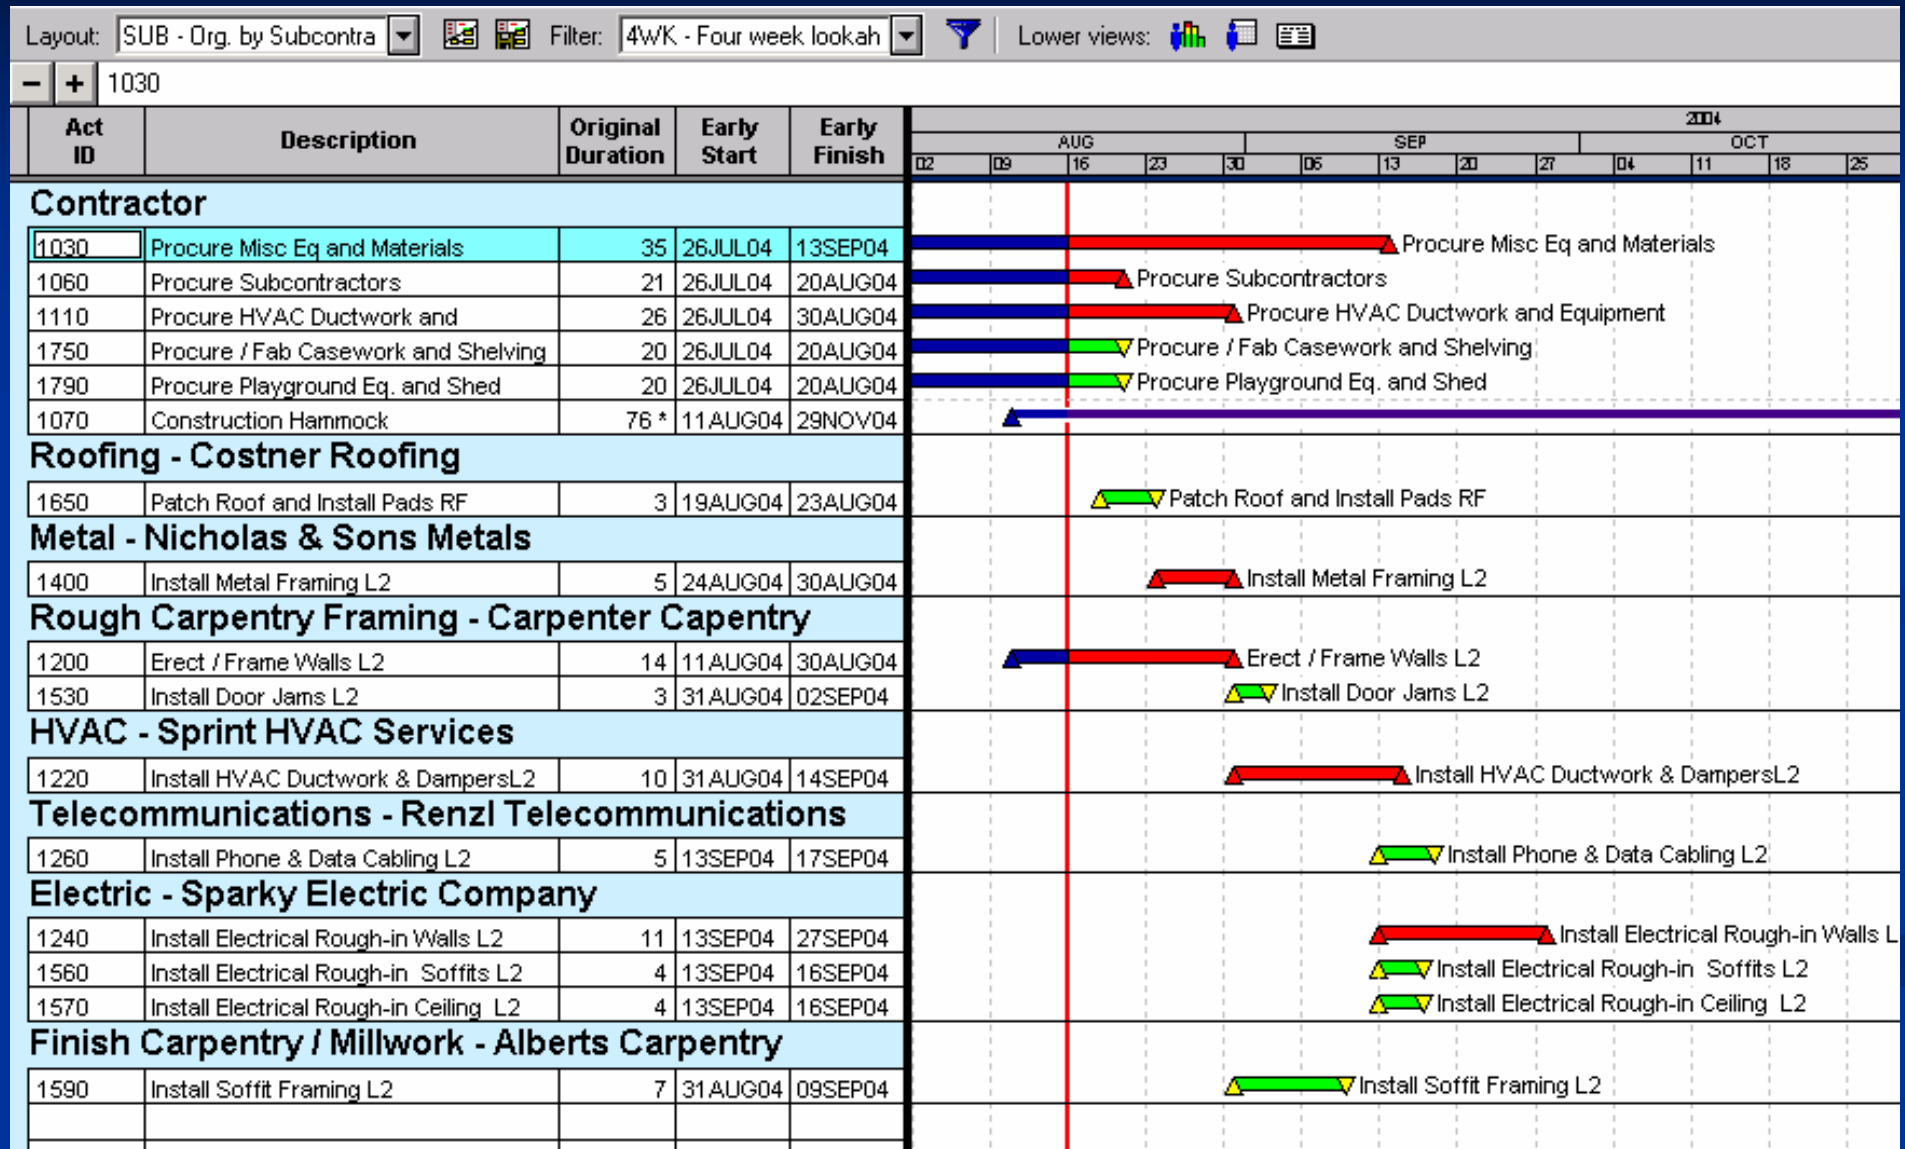 Layout: SUB - Org. by Subcontra Filter: 4WK - Four week lookah Lower views:
− + 1030
Act ID Description Original Duration Early Start Early Finish
2004
AUG SEP OCT
02 09 16 23 30 06 13 20 27 04 11 18 25
Contractor
1030 Procure Misc Eq and Materials 35 26JUL04 13SEP04 Procure Misc Eq and Materials
1060 Procure Subcontractors 21 26JUL04 20AUG04 Procure Subcontractors
1110 Procure HVAC Ductwork and 26 26JUL04 30AUG04 Procure HVAC Ductwork and Equipment
1750 Procure / Fab Casework and Shelving 20 26JUL04 20AUG04 Procure / Fab Casework and Shelving
1790 Procure Playground Eq. and Shed 20 26JUL04 20AUG04 Procure Playground Eq. and Shed
1070 Construction Hammock 76 * 11AUG04 29NOV04
Roofing - Costner Roofing
1650 Patch Roof and Install Pads RF 3 19AUG04 23AUG04 Patch Roof and Install Pads RF
Metal - Nicholas & Sons Metals
1400 Install Metal Framing L2 5 24AUG04 30AUG04 Install Metal Framing L2
Rough Carpentry Framing - Carpenter Capentry
1200 Erect / Frame Walls L2 14 11AUG04 30AUG04 Erect / Frame Walls L2
1530 Install Door Jams L2 3 31AUG04 02SEP04 Install Door Jams L2
HVAC - Sprint HVAC Services
1220 Install HVAC Ductwork & DampersL2 10 31AUG04 14SEP04 Install HVAC Ductwork & DampersL2
Telecommunications - Renzl Telecommunications
1260 Install Phone & Data Cabling L2 5 13SEP04 17SEP04 Install Phone & Data Cabling L2
Electric - Sparky Electric Company
1240 Install Electrical Rough-in Walls L2 11 13SEP04 27SEP04 Install Electrical Rough-in Walls L
1560 Install Electrical Rough-in Soffits L2 4 13SEP04 16SEP04 Install Electrical Rough-in Soffits L2
1570 Install Electrical Rough-in Ceiling L2 4 13SEP04 16SEP04 Install Electrical Rough-in Ceiling L2
Finish Carpentry / Millwork - Alberts Carpentry
1590 Install Soffit Framing L2 7 31AUG04 09SEP04 Install Soffit Framing L2